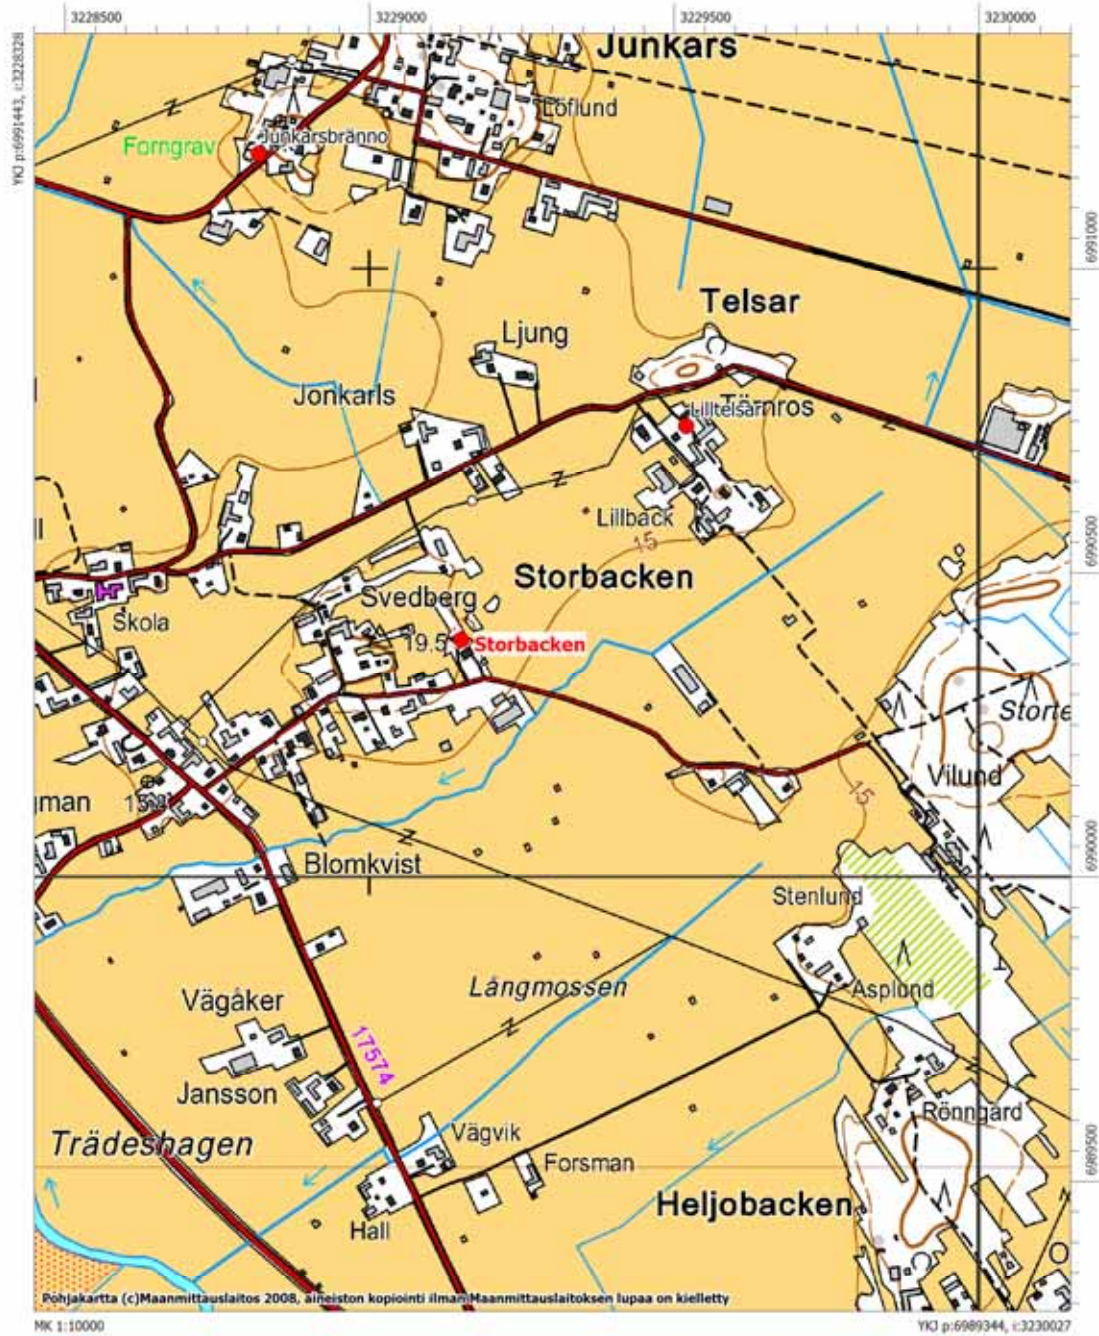 3228500
3229000
3229500
3230000
YKJ p:6991443, i:3228328
Junkars
Löflund
Junkarsbränno
Forngrav
6991000
Telsar
Ljung
Jonkarls
Törnros
Lilltelsar
Z
Z
Z
Lillback
15
6990500
Storbacken
Svedberg
Skola
19.5
Storbacken
Storte
Vilund
gman
15
Z
6990000
Blomkvist
Stenlund
Långmossen
Asplund
Vägåker
Z
17574
Z
Jansson
Rönngård
Vägvik
Trädeshagen
Forsman
6989500
Heljobacken
Hall
O
Pohjakartta (c)Maanmittauslaitos 2008, aineiston kopiointi ilman Maanmittauslaitoksen lupaa on kielletty
MK 1:10000
YKJ p:6989344, i:3230027